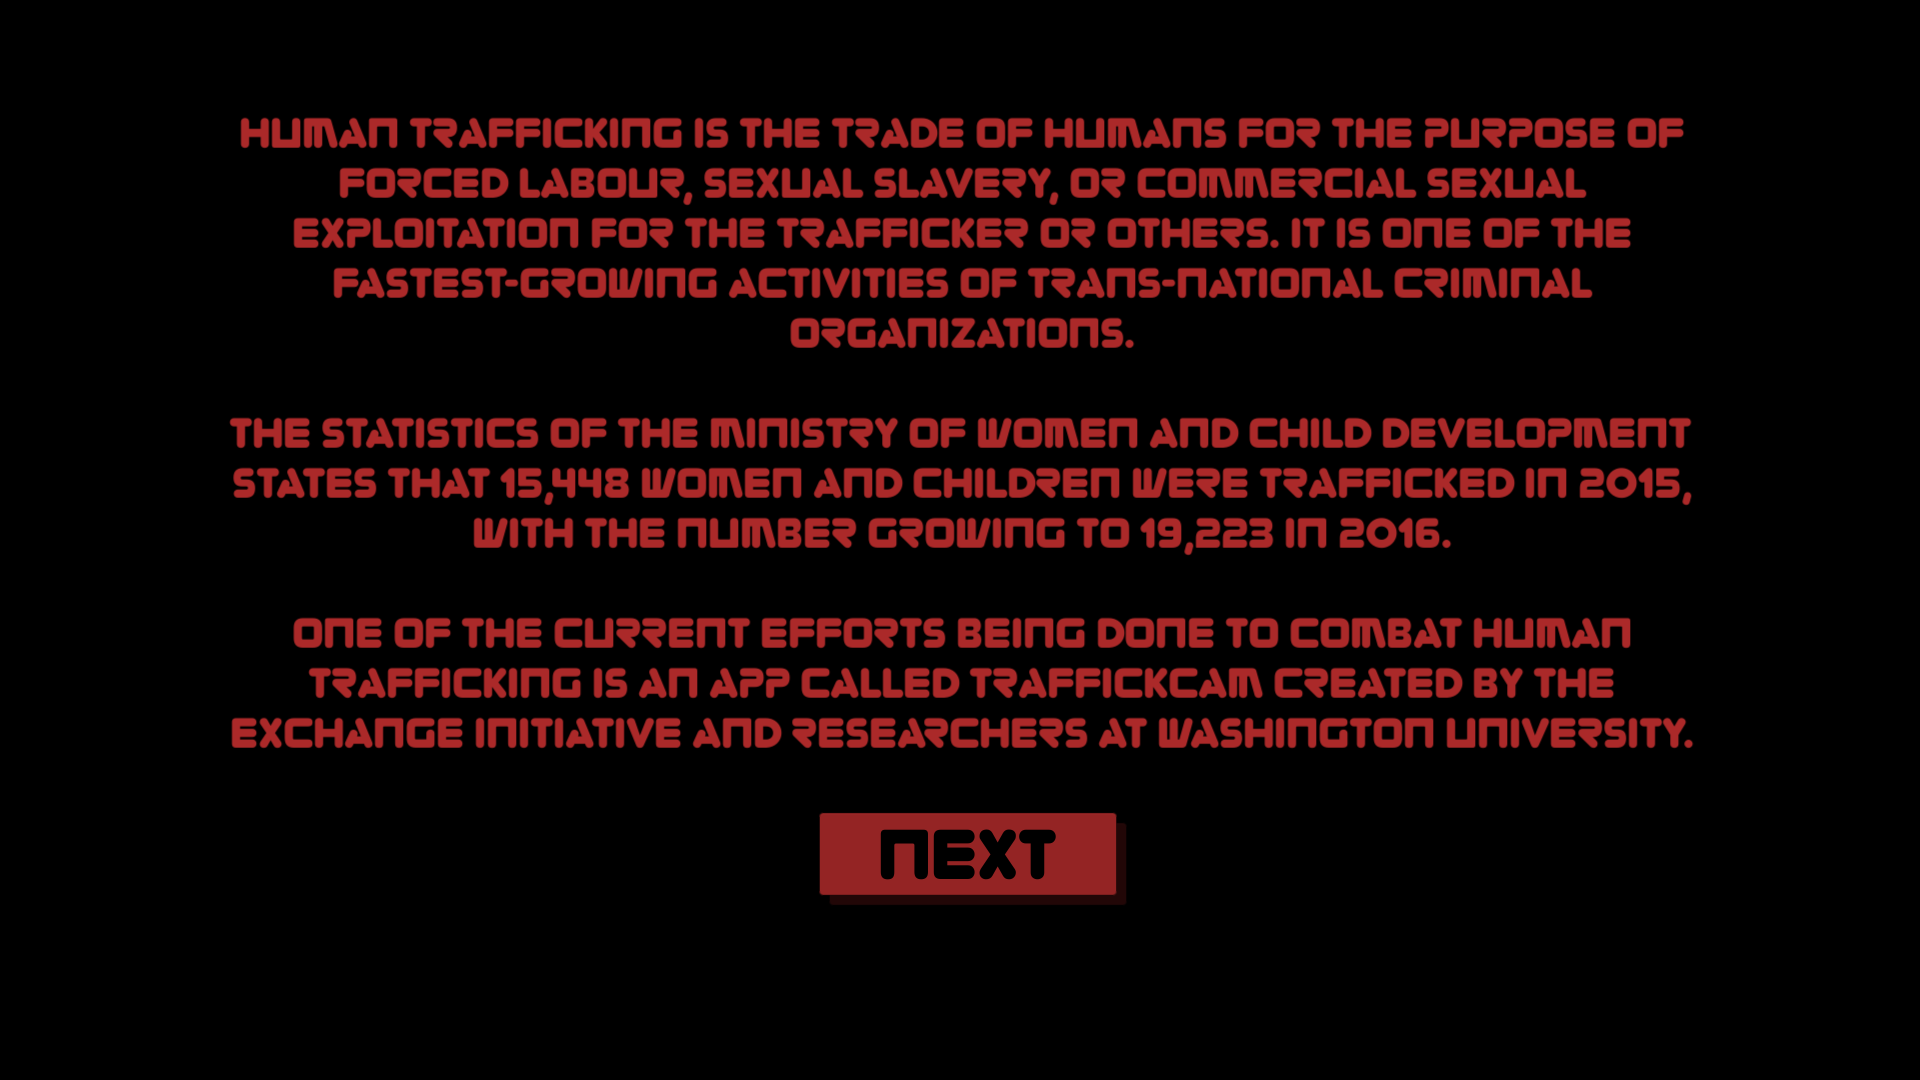 HUMAN TRAFFICKING IS THE TRADE OF HUMANS FOR THE PURPOSE OF
FORCED LABOUR, SEXUAL SLAVERY, OR COMMERCIAL SEXUAL
EXPLOITATION FOR THE TRAFFICKER OR OTHERS. IT IS ONE OF THE
FASTEST-GROWING ACTIVITIES OF TRANS-NATIONAL CRIMINAL
ORGANIZATIONS.
THE STATISTICS OF THE MINISTRY OF WOMEN AND CHILD DEVELOPMENT
STATES THAT 15,448 WOMEN AND CHILDREN WERE TRAFFICKED IN 2015,
WITH THE NUMBER GROWING TO 19,223 IN 2016.
ONE OF THE CURRENT EFFORTS BEING DONE TO COMBAT HUMAN
TRAFFICKING IS AN APP CALLED TRAFFICKCAM CREATED BY THE
EXCHANGE INITIATIVE AND RESEARCHERS AT WASHINGTON UNIVERSITY.
NEXT